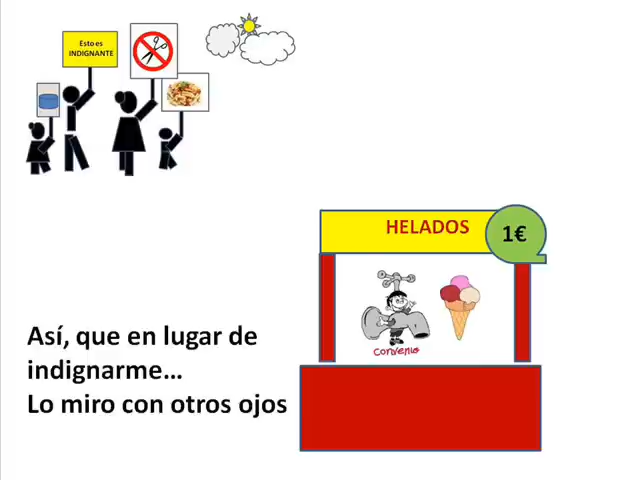 Esto es
INDIGNANTE
HELADOS
1€
Convenio
Así, que en lugar de
indignarme...
Lo miro con otros ojos